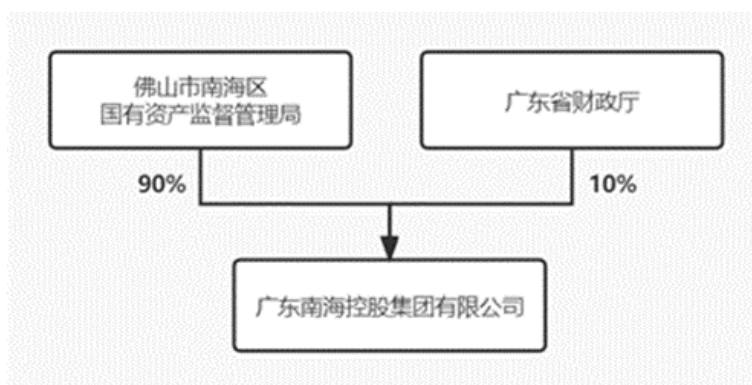 佛山市南海区
国有资产监督管理局
广东省财政厅
90%
10%
广东南海控股集团有限公司